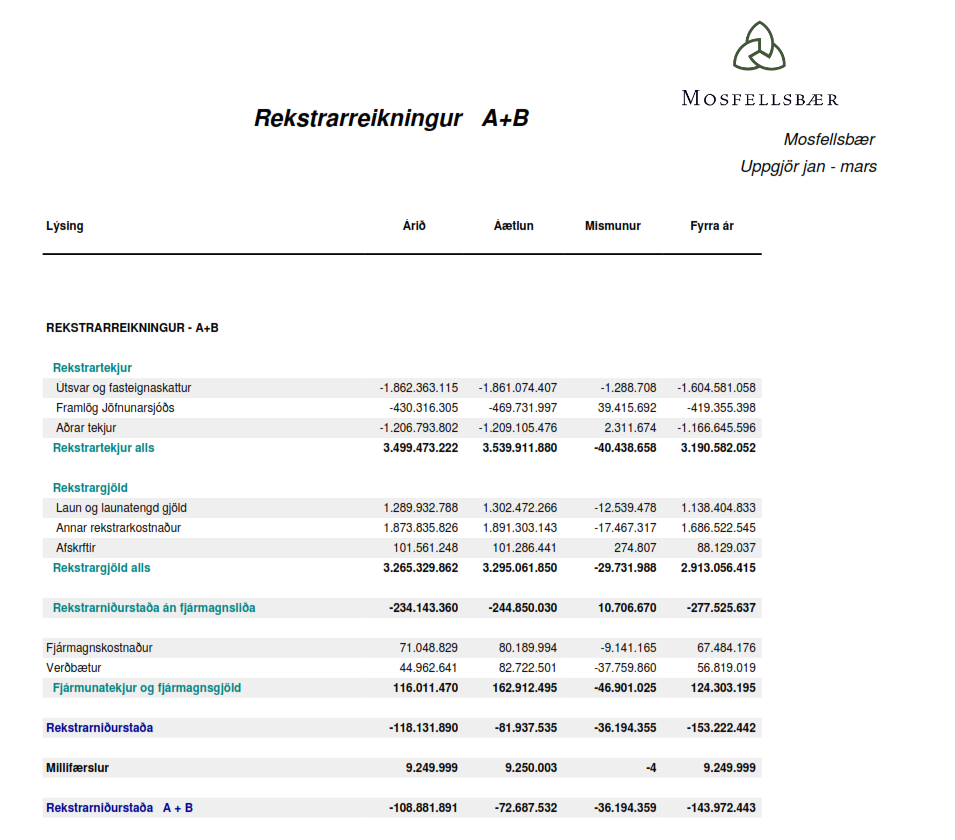 MOSFELLSBÆR
Rekstrarreikningur A+B
Mosfellsbær
Uppgjör jan - mars
Lýsing Árið Áætlun Mismunur Fyrra ár
REKSTRARREIKNINGUR - A+B
Rekstrartekjur
Útsvar og fasteignaskattur -1.862.363.115 -1.861.074.407 -1.288.708 -1.604.581.058
Framlög Jöfnunarsjóðs -430.316.305 -469.731.997 39.415.692 -419.355.398
Aðrar tekjur -1.206.793.802 -1.209.105.476 2.311.674 -1.166.645.596
Rekstrartekjur alls 3.499.473.222 3.539.911.880 -40.438.658 3.190.582.052
Rekstrargjöld
Laun og launatengd gjöld 1.289.932.788 1.302.472.266 -12.539.478 1.138.404.833
Annar rekstrarkostnaður 1.873.835.826 1.891.303.143 -17.467.317 1.686.522.545
Afskrftir 101.561.248 101.286.441 274.807 88.129.037
Rekstrargjöld alls 3.265.329.862 3.295.061.850 -29.731.988 2.913.056.415
Rekstrarniðurstaða án fjármagnsliða -234.143.360 -244.850.030 10.706.670 -277.525.637
Fjármagnskostnaður 71.048.829 80.189.994 -9.141.165 67.484.176
Verðbætur 44.962.641 82.722.501 -37.759.860 56.819.019
Fjármunatekjur og fjármagnsgjöld 116.011.470 162.912.495 -46.901.025 124.303.195
Rekstrarniðurstaða -118.131.890 -81.937.535 -36.194.355 -153.222.442
Millifærslur 9.249.999 9.250.003 -4 9.249.999
Rekstrarniðurstaða A + B -108.881.891 -72.687.532 -36.194.359 -143.972.443